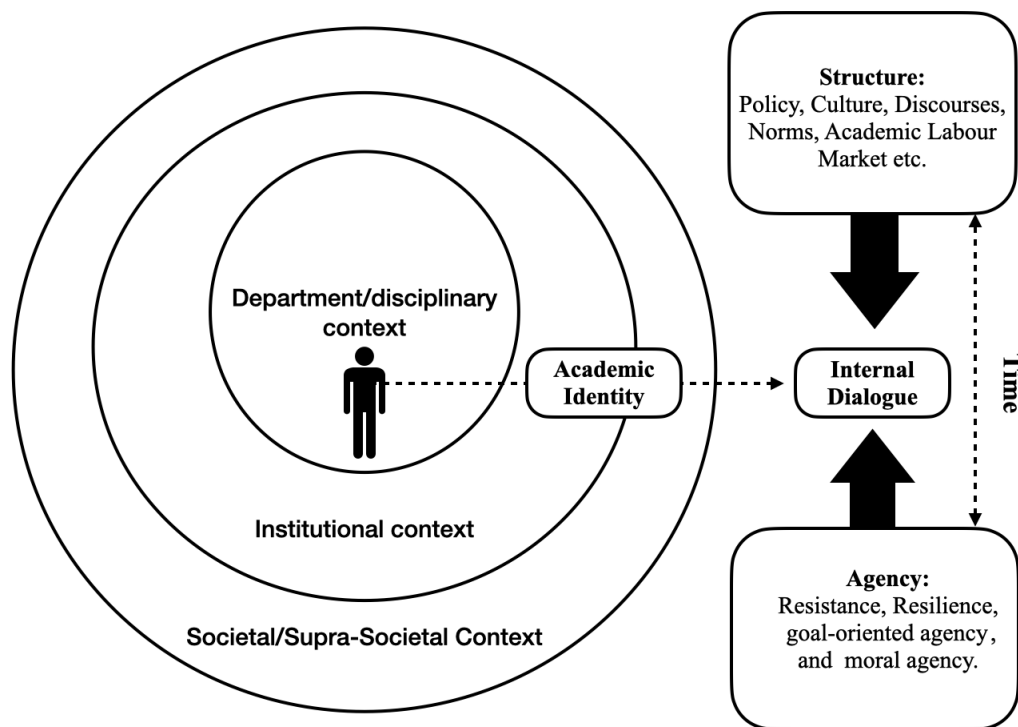 Structure:
Policy, Culture, Discourses,
Norms, Academic Labour
Market etc.
Department/disciplinary
context
Academic
Identity
Internal
Dialogue
Time
Institutional context
Societal/Supra-Societal Context
Agency:
Resistance, Resilience,
goal-oriented agency,
and moral agency.